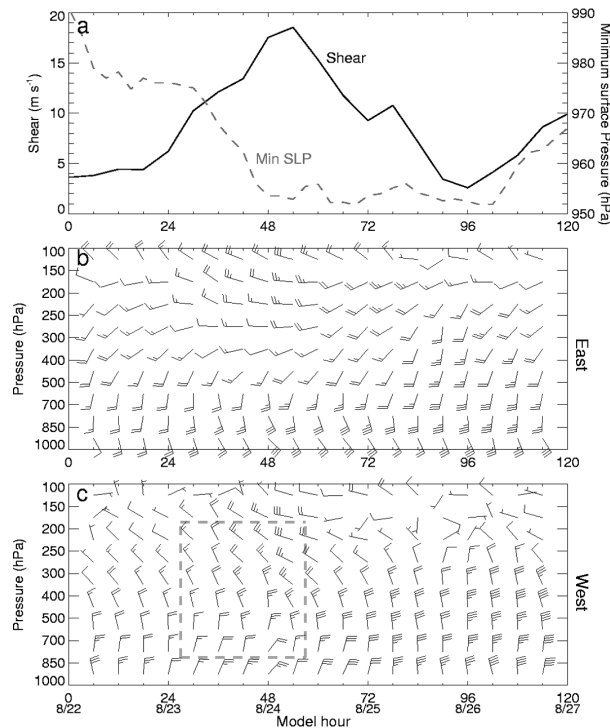 a
20
15
10
5
0
Shear (m s⁻¹)
990
980
970
960
950
Minimum surface Pressure (hPa)
Shear
Min SLP
0 24 48 72 96 120
b
100
150
200
250
300
400
500
700
850
1000
Pressure (hPa)
East
0 24 48 72 96 120
c
100
150
200
250
300
400
500
700
850
1000
Pressure (hPa)
West
0 24 48 72 96 120
8/22 8/23 8/24 8/25 8/26 8/27
Model hour